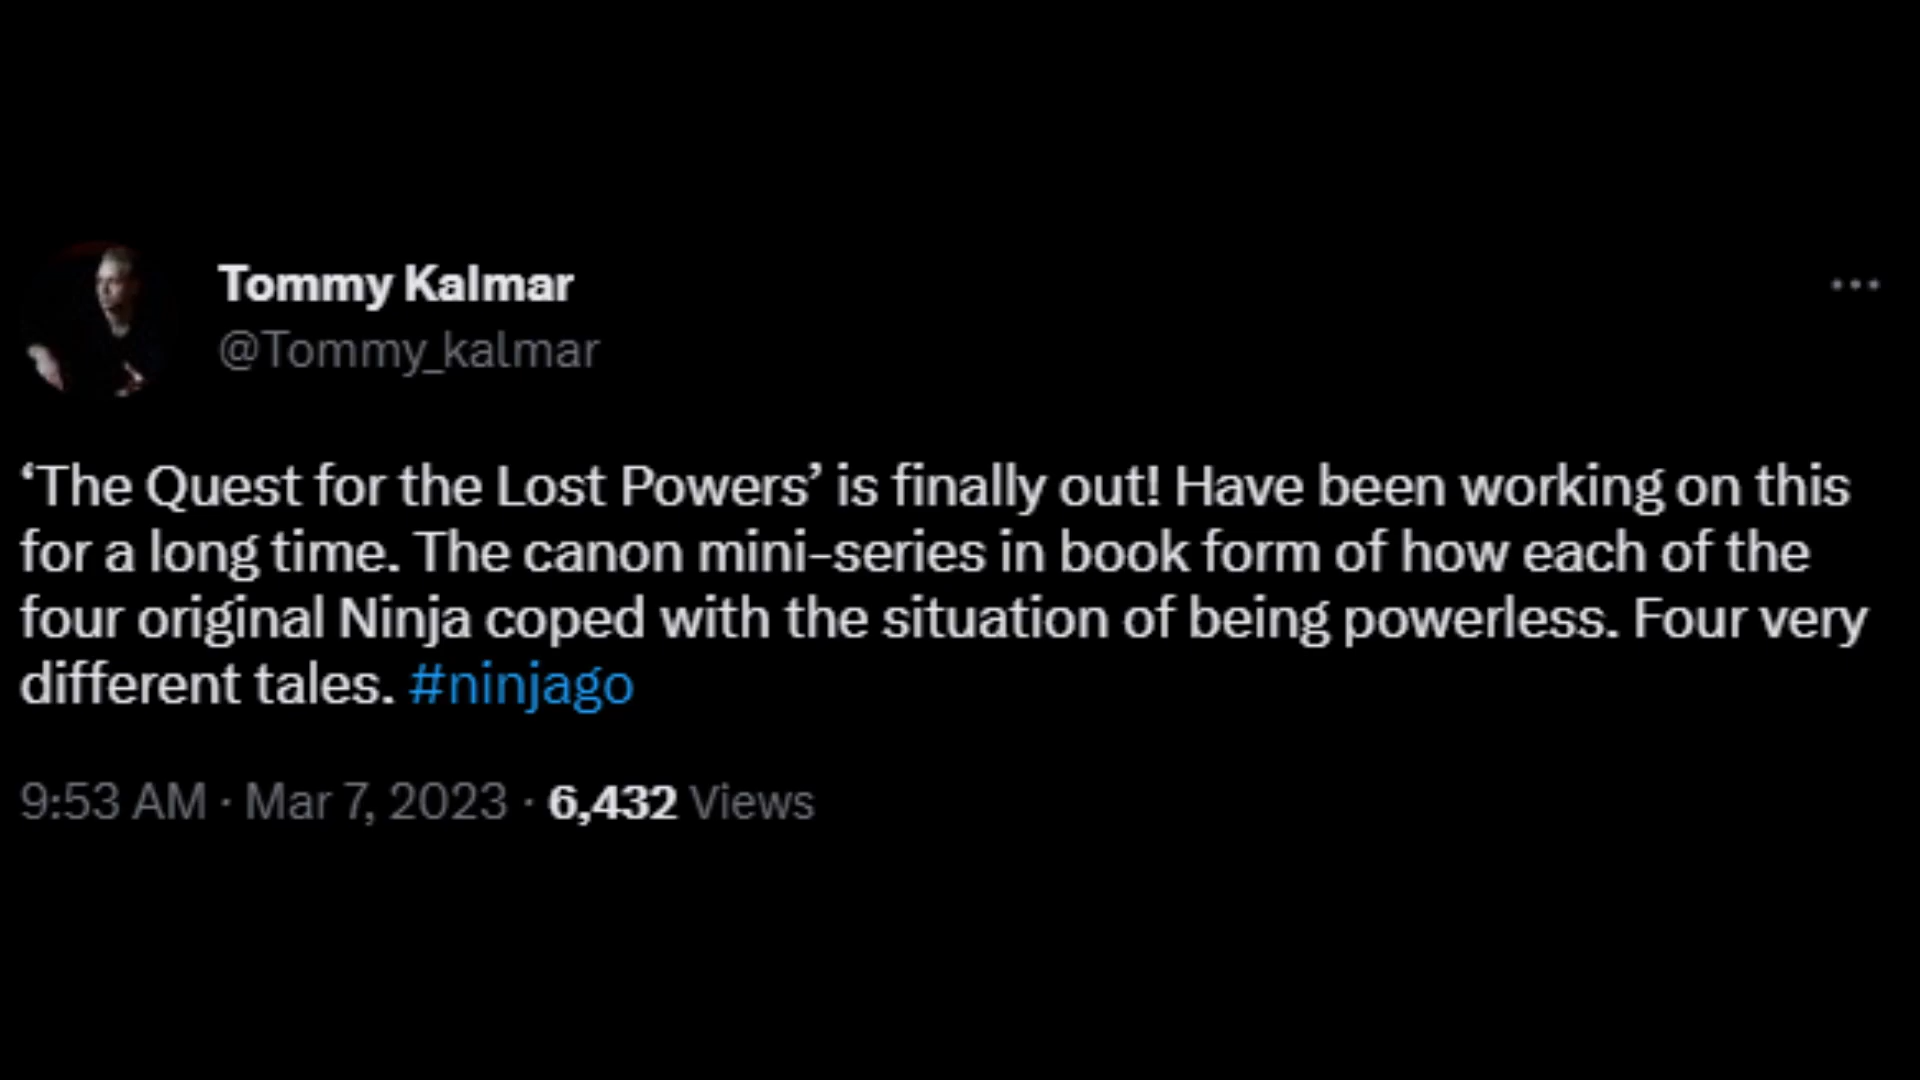 Tommy Kalmar
@Tommy_kalmar
‘The Quest for the Lost Powers’ is finally out! Have been working on this
for a long time. The canon mini-series in book form of how each of the
four original Ninja coped with the situation of being powerless. Four very
different tales. #ninjago
9:53 AM · Mar 7, 2023 · 6,432 Views